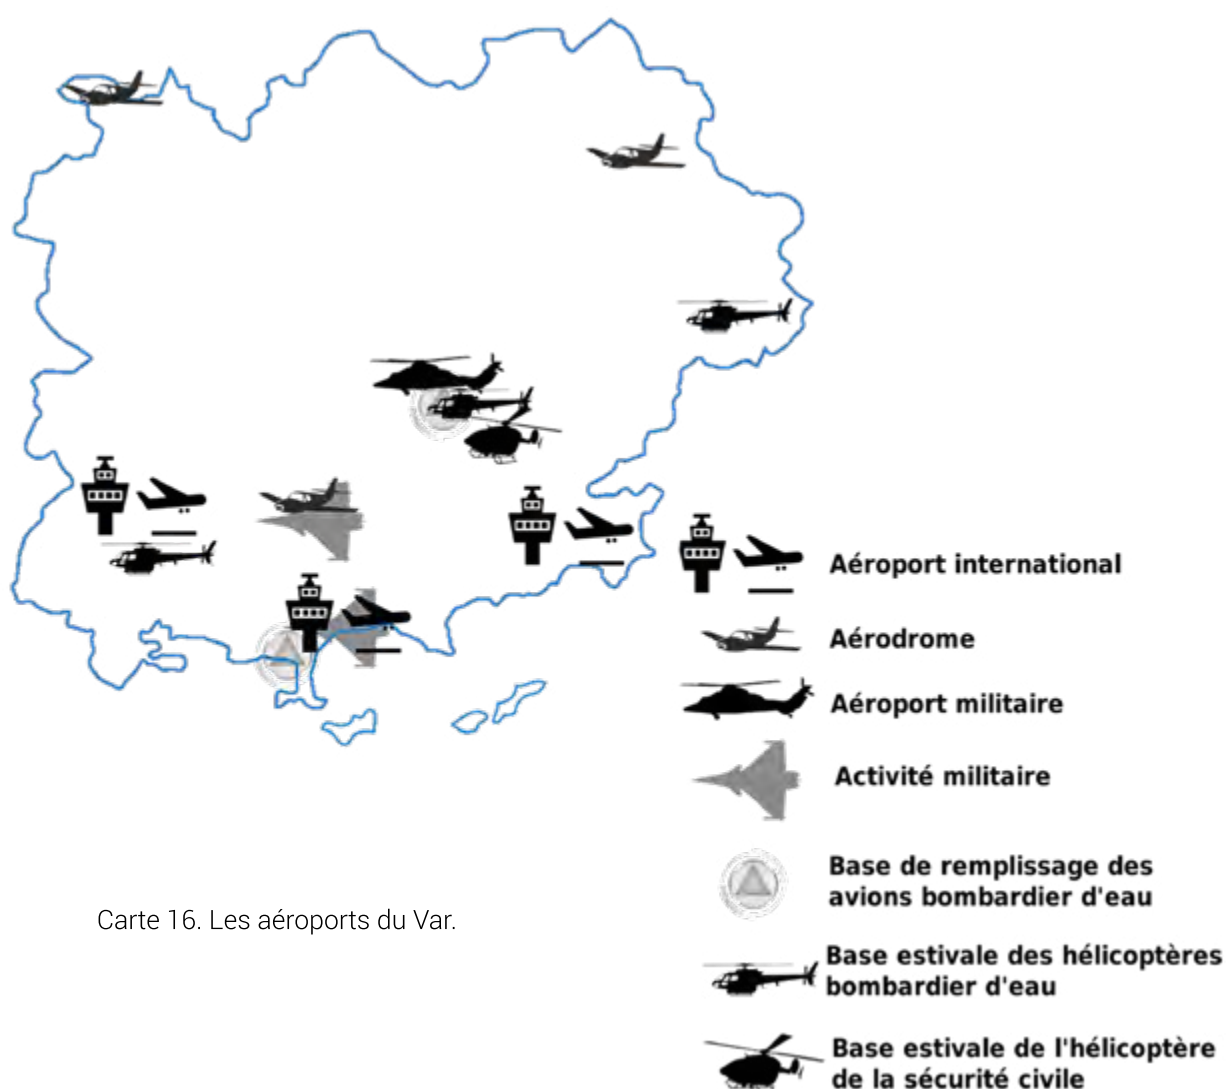 Aéroport international
Aérodrome
Aéroport militaire
Activité militaire
Base de remplissage des
avions bombardier d'eau
Carte 16. Les aéroports du Var.
Base estivale des hélicoptères
bombardier d'eau
Base estivale de l'hélicoptère
de la sécurité civile